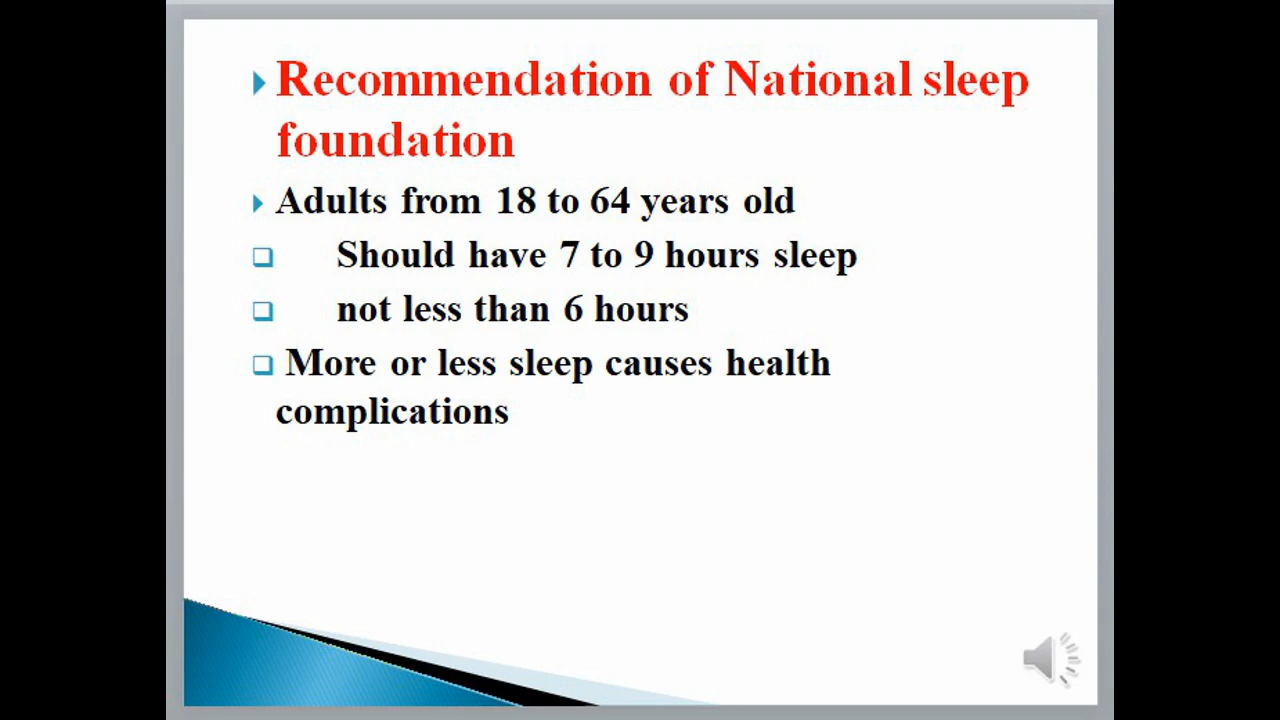 Recommendation of National sleep
foundation
Adults from 18 to 64 years old
Should have 7 to 9 hours sleep
not less than 6 hours
More or less sleep causes health
complications